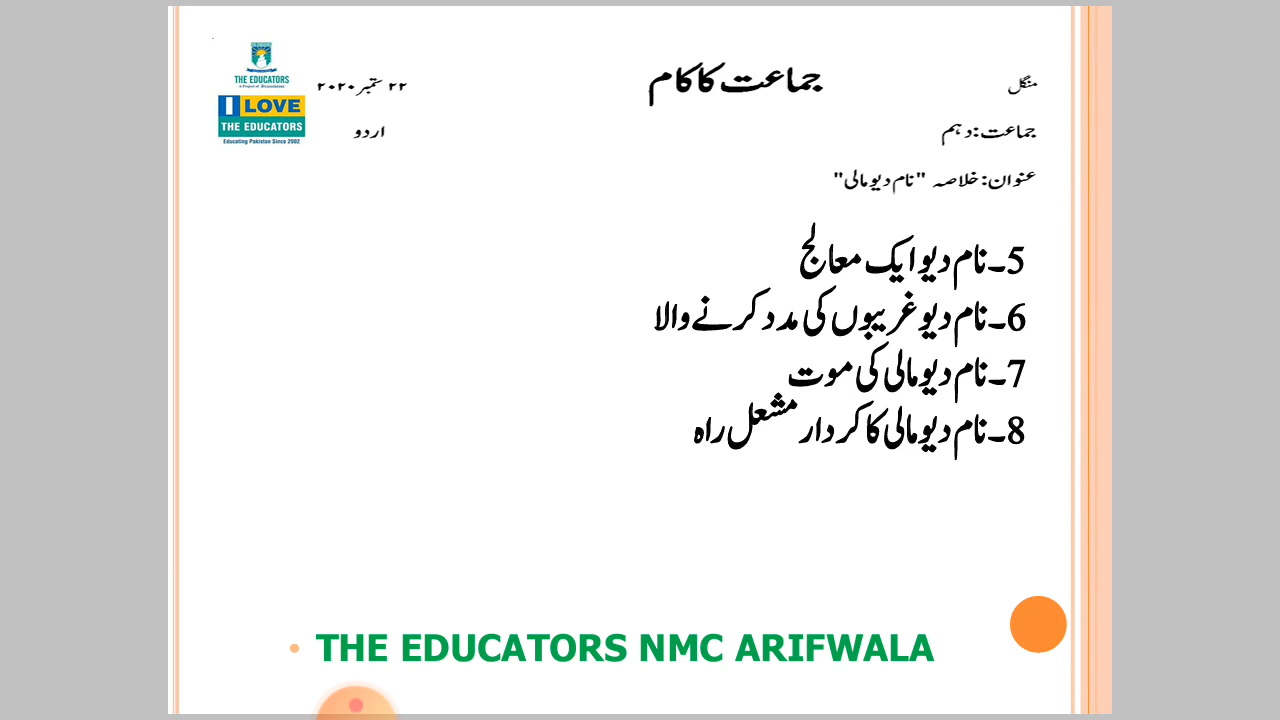 منگل
جماعت کا کام
۲۲ ستمبر ۲۰۲۰
THE EDUCATORS
I LOVE
THE EDUCATORS
Educating Pakistan Since 2002
جماعت: دہم
اردو
عنوان: خلاصہ "نام دیو مالی"
5۔ نام دیو ایک معالج
6۔ نام دیو غریبوں کی مدد کرنے والا
7۔ نام دیو مالی کی موت
8۔ نام دیو مالی کا کردار مشعل راہ
THE EDUCATORS NMC ARIFWALA